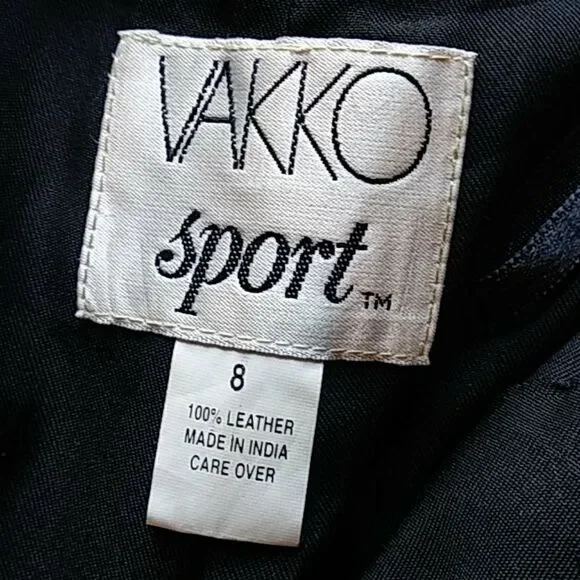 VAKKO
sport™
8
100% LEATHER
MADE IN INDIA
CARE OVER